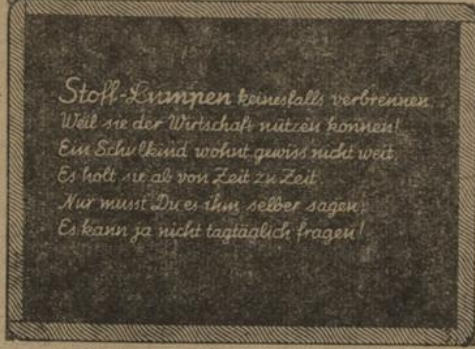 Stoff-Lumpen keinesfalls verbrennen
Weil sie der Wirtschaft nützen können!
Ein Schulkind wohnt gewiss nicht weit,
Es holt sie ab von Zeit zu Zeit.
Nur musst Du es ihm selber sagen,
Es kann ja nicht tagtäglich fragen!